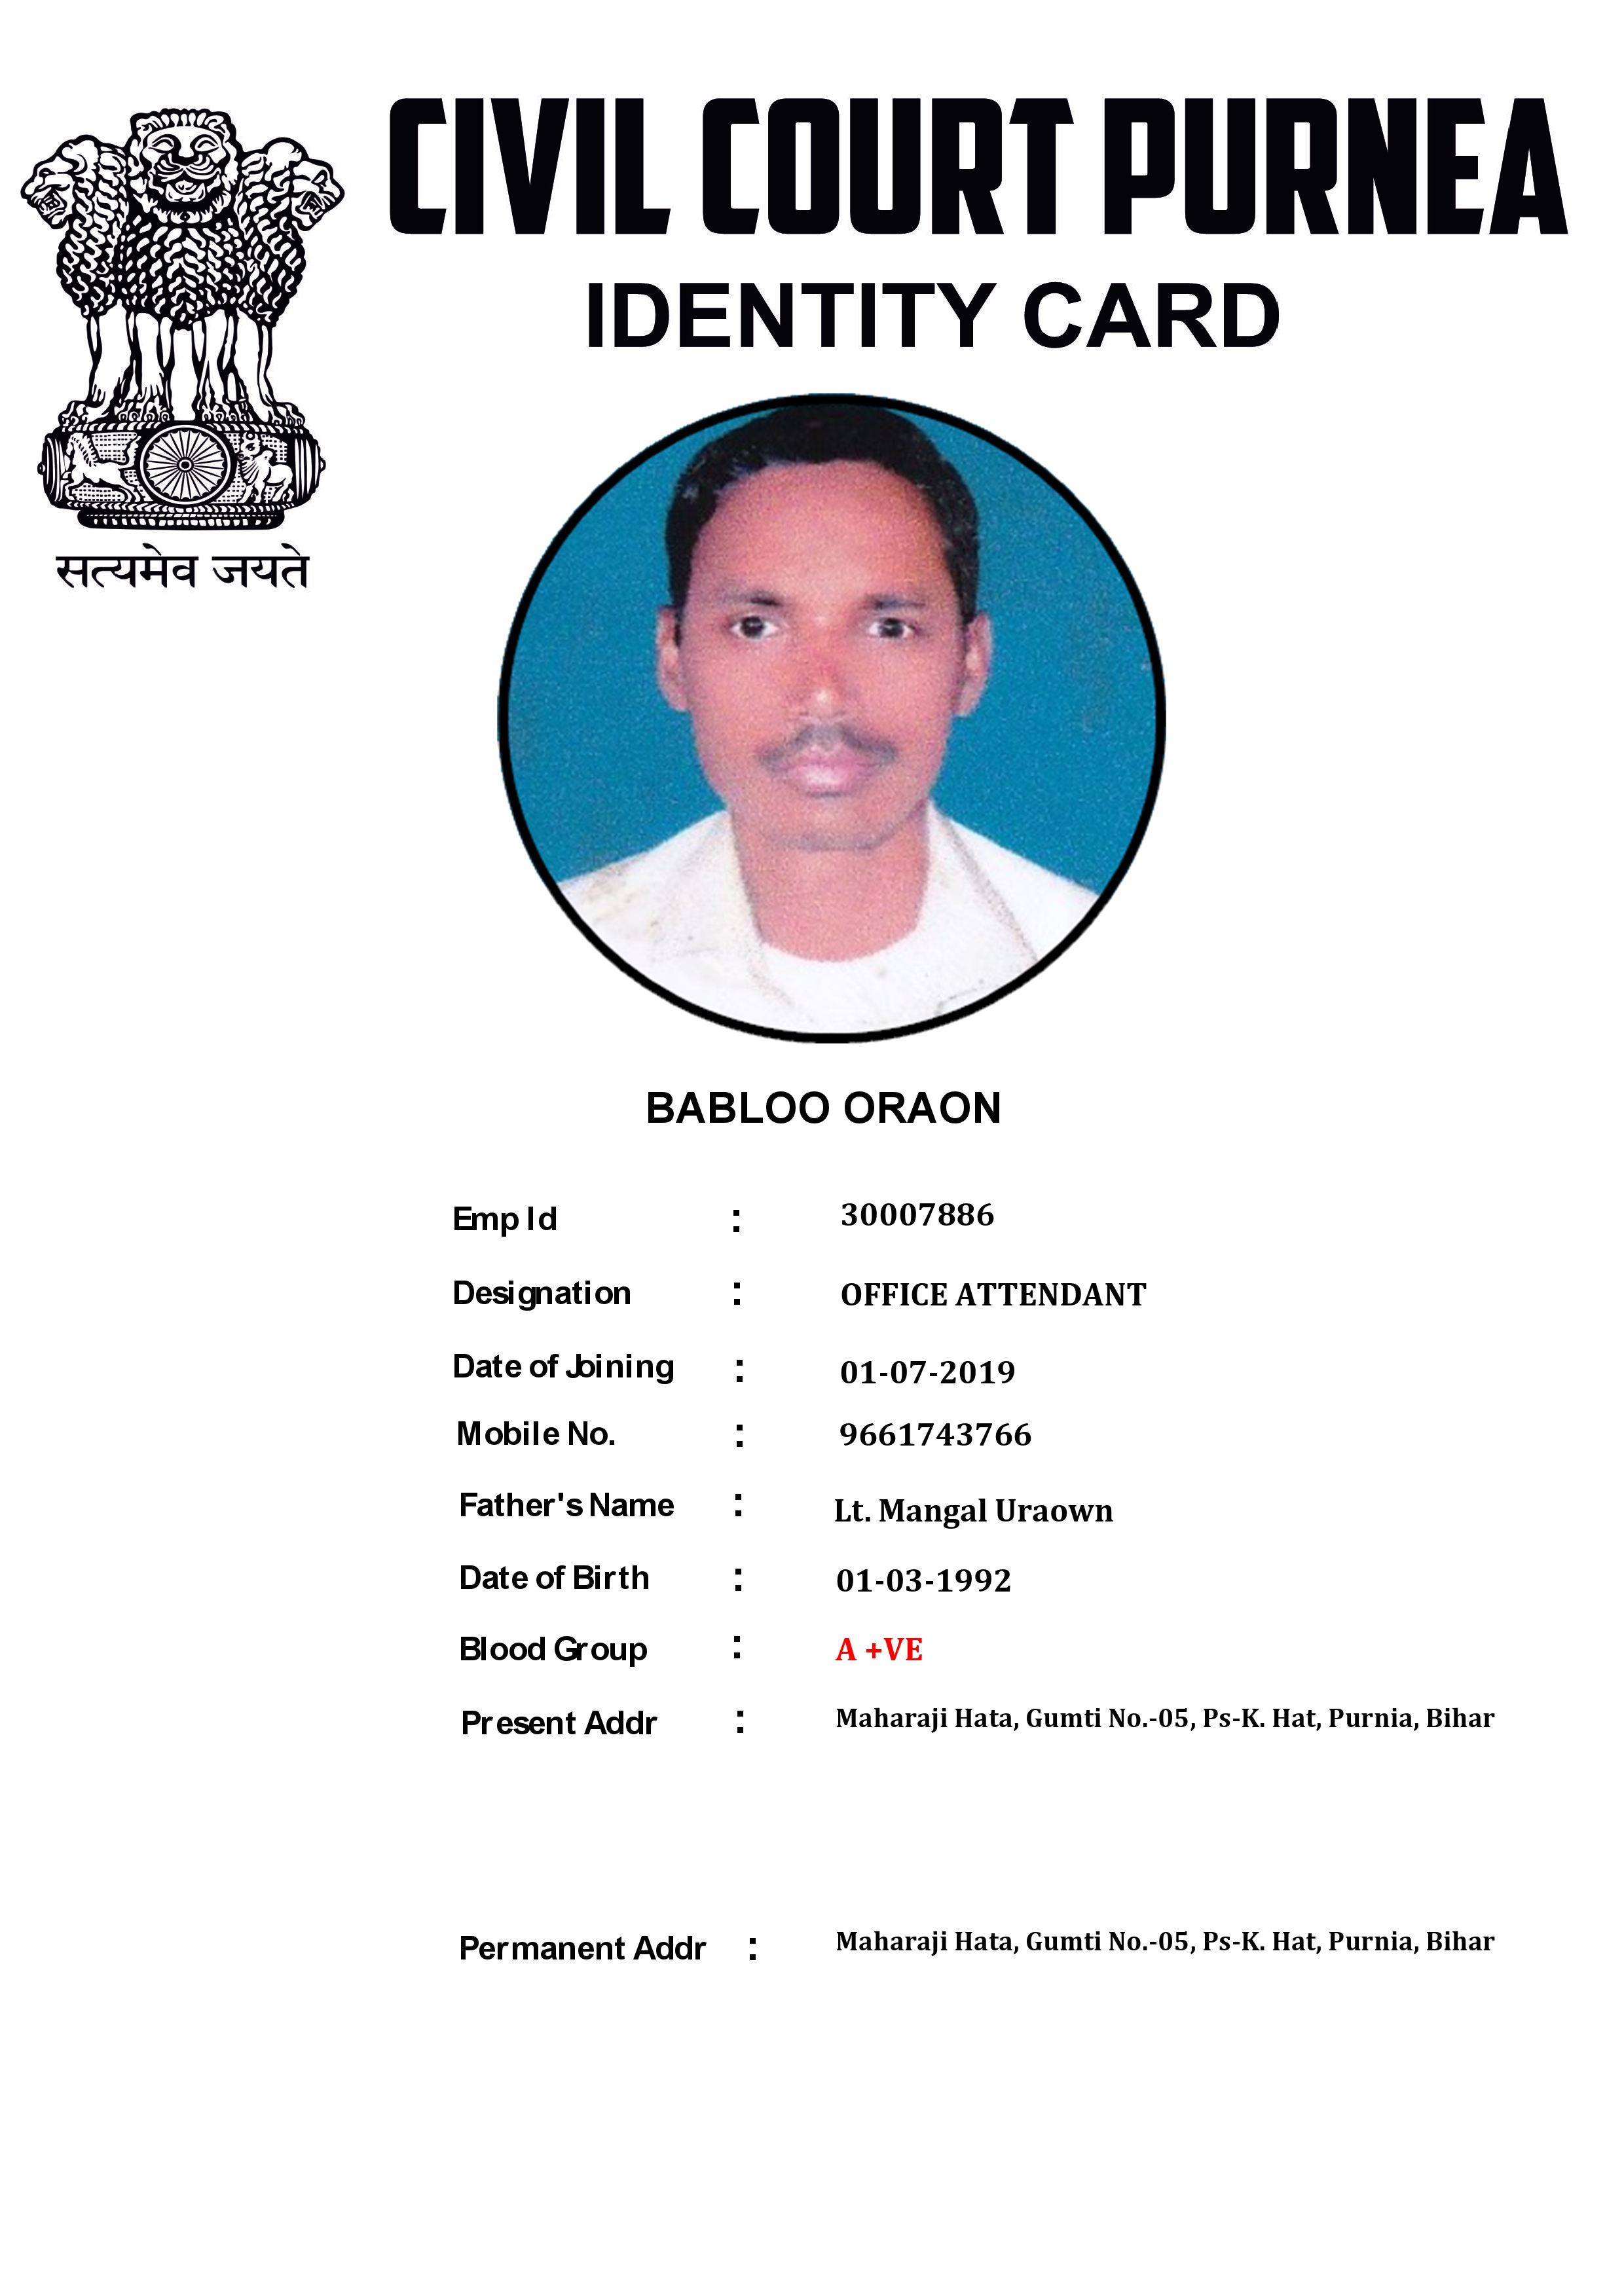 CIVIL COURT PURNEA
IDENTITY CARD
सत्यमेव जयते
BABLOO ORAON
Emp Id : 30007886
Designation : OFFICE ATTENDANT
Date of Joining : 01-07-2019
Mobile No. : 9661743766
Father's Name : Lt. Mangal Uraown
Date of Birth : 01-03-1992
Blood Group : A +VE
Present Addr : Maharaji Hata, Gumti No.-05, Ps-K. Hat, Purnia, Bihar
Permanent Addr : Maharaji Hata, Gumti No.-05, Ps-K. Hat, Purnia, Bihar